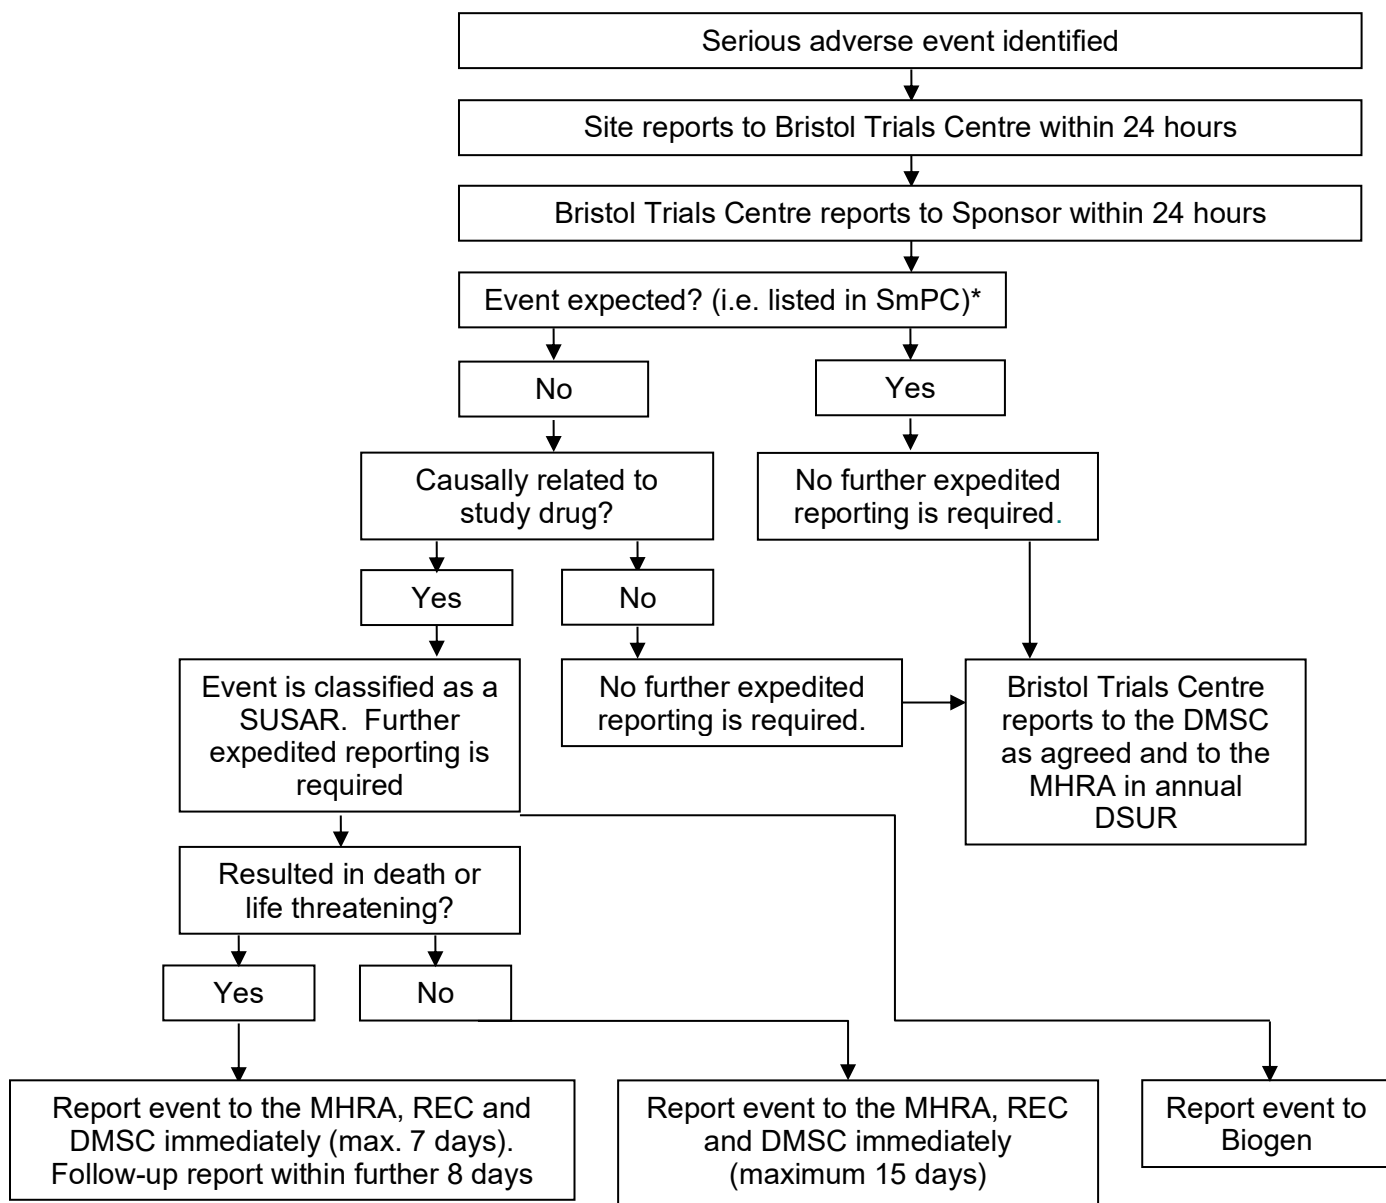 Serious adverse event identified
Site reports to Bristol Trials Centre within 24 hours
Bristol Trials Centre reports to Sponsor within 24 hours
Event expected? (i.e. listed in SmPC)*
No
Yes
Causally related to
study drug?
No further expedited
reporting is required.
Yes
No
Event is classified as a
SUSAR.  Further
expedited reporting is
required
No further expedited
reporting is required.
Bristol Trials Centre
reports to the DMSC
as agreed and to the
MHRA in annual
DSUR
Resulted in death or
life threatening?
Yes
No
Report event to the MHRA, REC and
DMSC immediately (max. 7 days).
Follow-up report within further 8 days
Report event to the MHRA, REC
and DMSC immediately
(maximum 15 days)
Report event to
Biogen